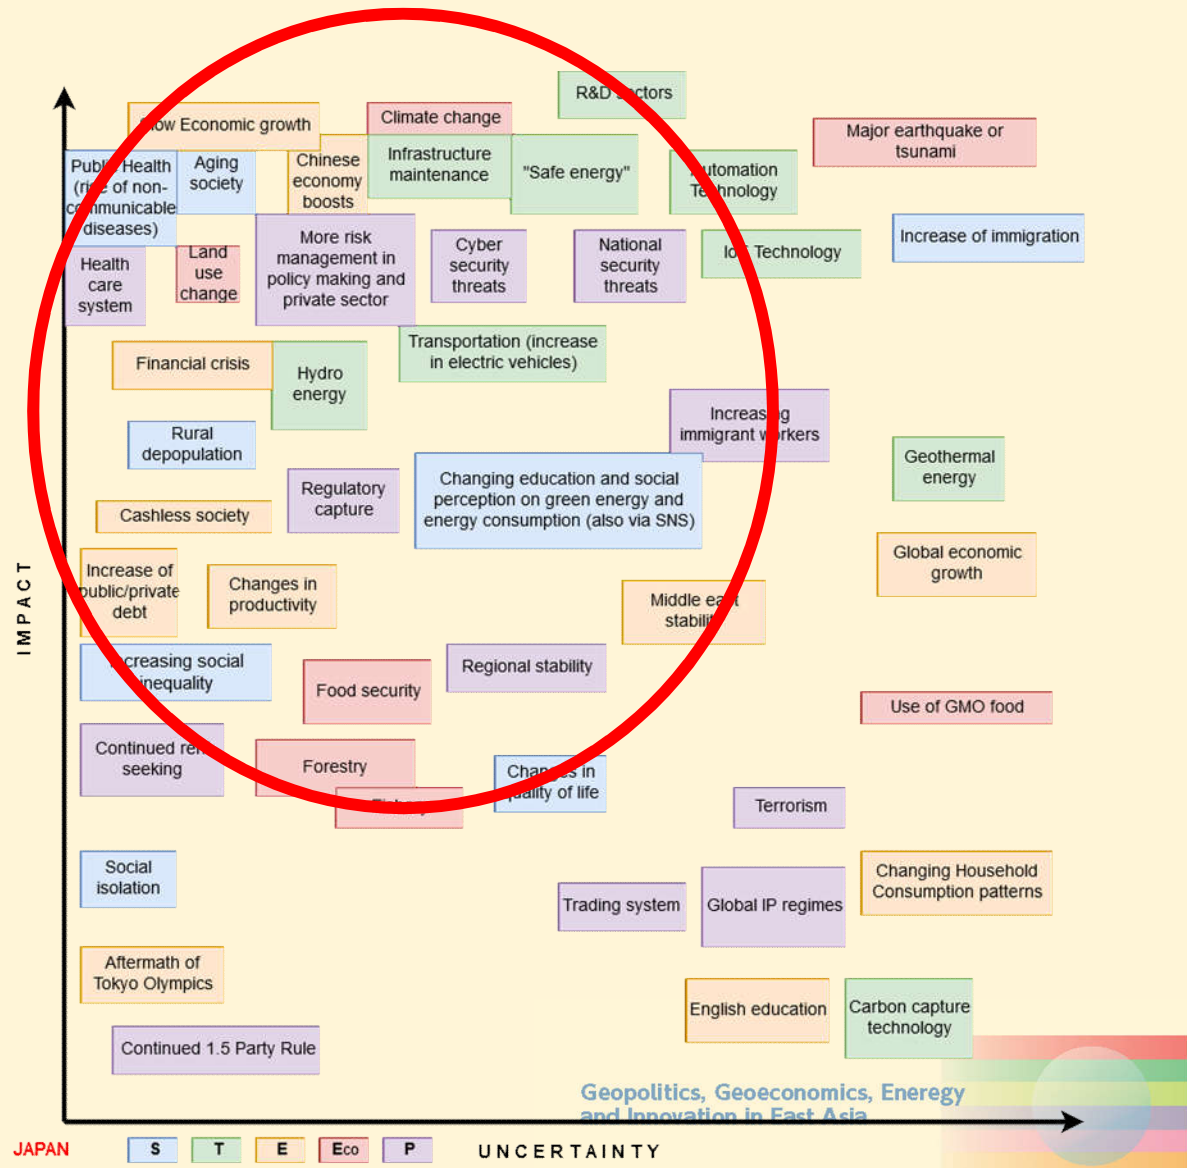 R&D sectors
Slow Economic growth
Climate change
Major earthquake or
tsunami
Public Health
(rise of non-
communicable
diseases)
Aging
society
Chinese
economy
boosts
Infrastructure
maintenance
"Safe energy"
Automation
Technology
Increase of immigration
Health
care
system
Land
use
change
More risk
management in
policy making and
private sector
Cyber
security
threats
National
security
threats
IoT Technology
Transportation (increase
in electric vehicles)
Financial crisis
Hydro
energy
Increasing
immigrant workers
Rural
depopulation
Geothermal
energy
Changing education and social
perception on green energy and
energy consumption (also via SNS)
Regulatory
capture
Cashless society
Global economic
growth
Increase of
public/private
debt
Changes in
productivity
Middle east
stability
Increasing social
inequality
Food security
Regional stability
Use of GMO food
Continued rent
seeking
Forestry
Changes in
quality of life
Fishery
Terrorism
Social
isolation
Trading system
Global IP regimes
Changing Household
Consumption patterns
Aftermath of
Tokyo Olympics
English education
Carbon capture
technology
Continued 1.5 Party Rule
Geopolitics, Geoeconomics, Eneregy
and Innovation in East Asia
IMPACT
JAPAN
S
T
E
Eco
P
UNCERTAINTY